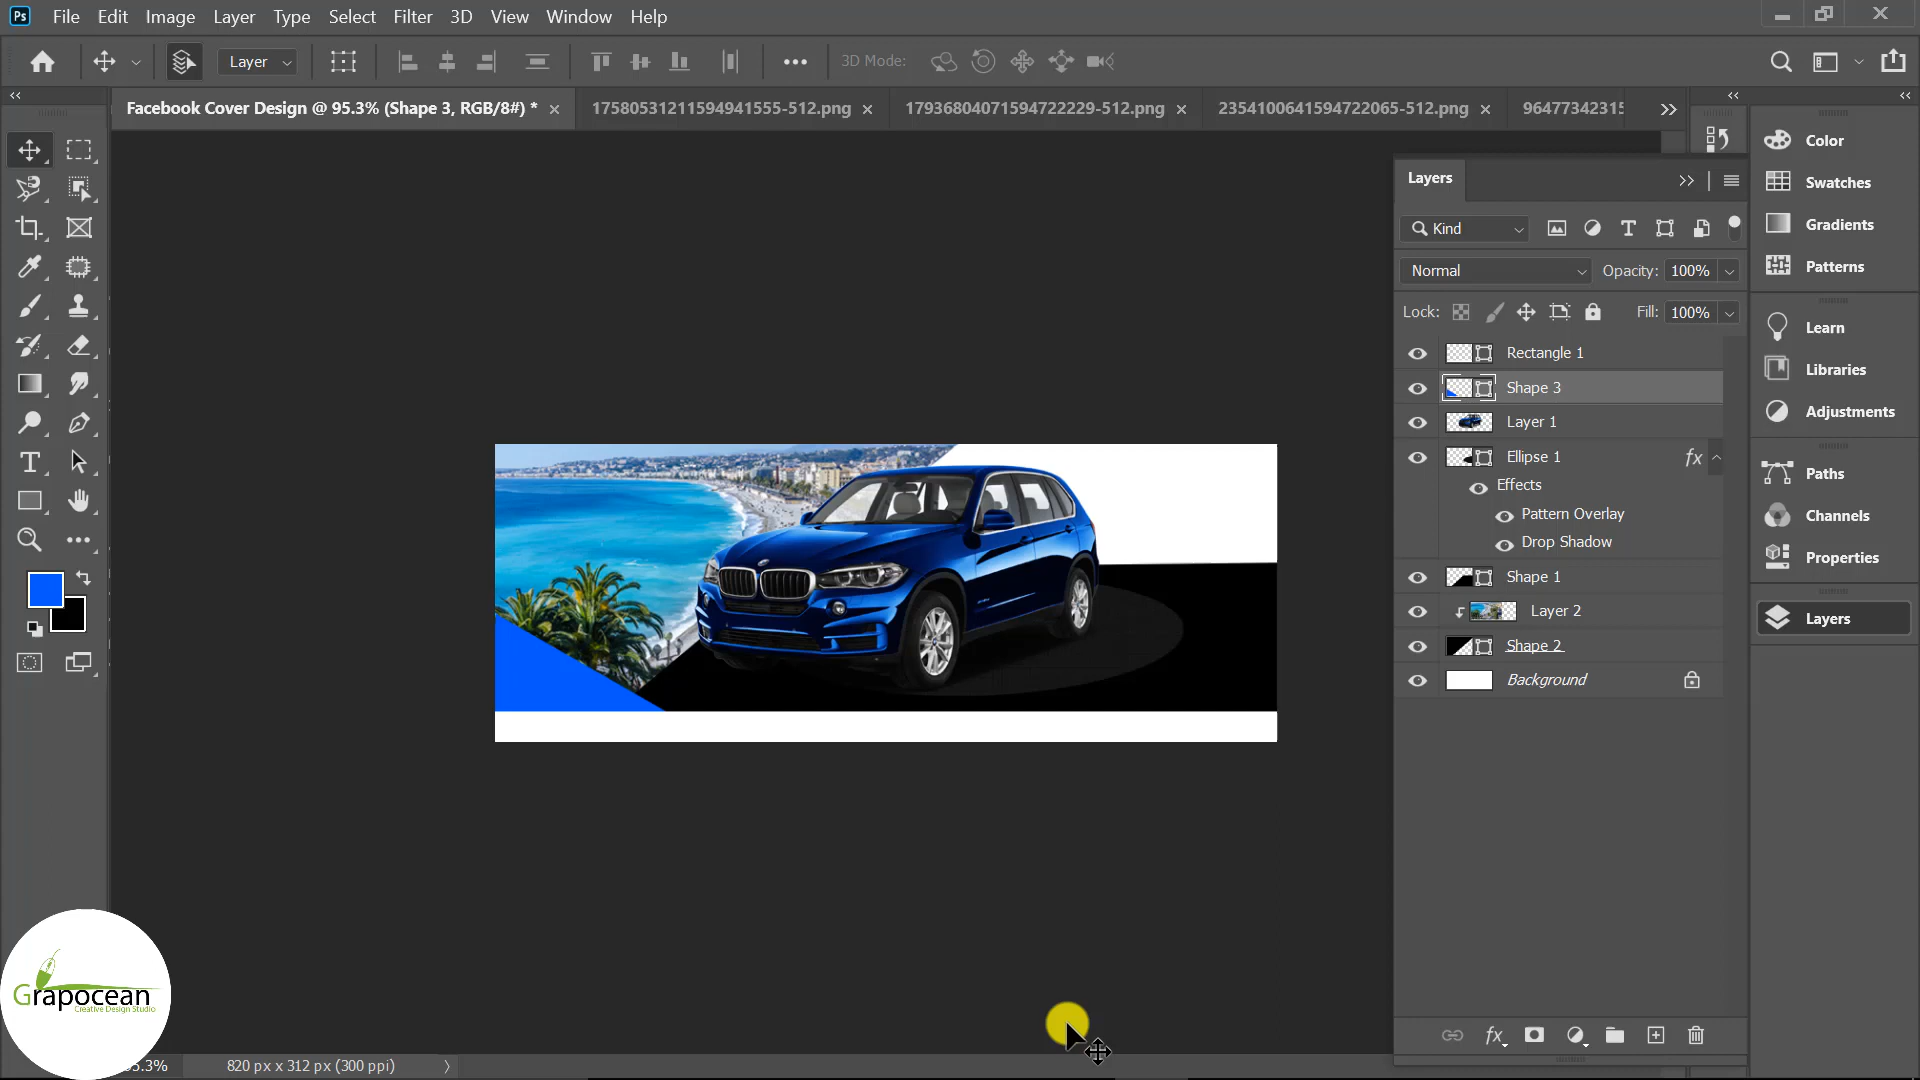 Ps File Edit Image Layer Type Select Filter 3D View Window Help
Layer 3D Mode:
Facebook Cover Design @ 95.3% (Shape 3, RGB/8#) * 17580531211594941555-512.png 17936804071594722229-512.png 2354100641594722065-512.png 96477342315
Layers
Kind
Normal Opacity: 100%
Lock: Fill: 100%
Rectangle 1
Shape 3
Layer 1
Ellipse 1 fx
Effects
Pattern Overlay
Drop Shadow
Shape 1
Layer 2
Shape 2
Background
Color
Swatches
Gradients
Patterns
Learn
Libraries
Adjustments
Paths
Channels
Properties
Layers
Grapocean
Creative Design Studio
5.3% 820 px x 312 px (300 ppi)
fx